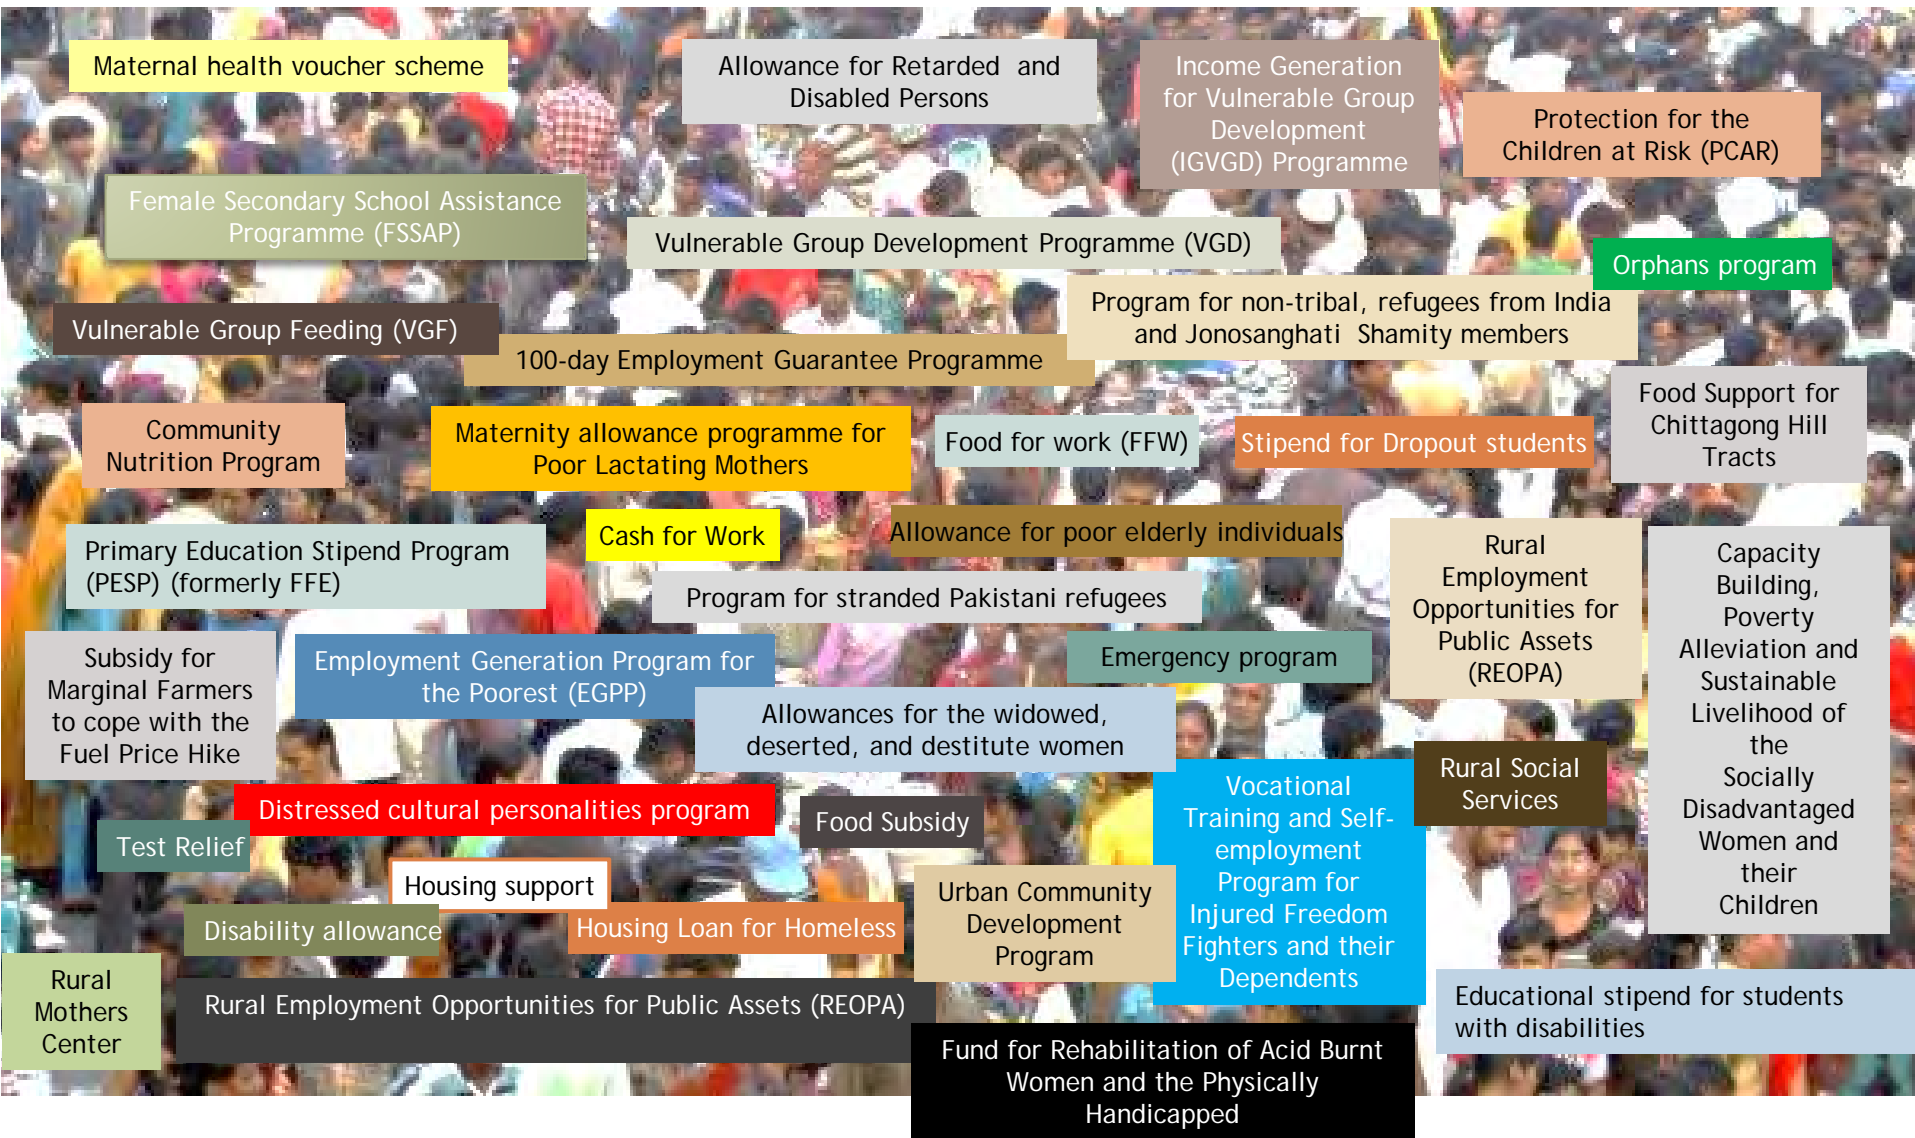 Maternal health voucher scheme
Allowance for Retarded and
Disabled Persons
Income Generation
for Vulnerable Group
Development
(IGVGD) Programme
Protection for the
Children at Risk (PCAR)
Female Secondary School Assistance
Programme (FSSAP)
Vulnerable Group Development Programme (VGD)
Orphans program
Program for non-tribal, refugees from India
and Jonosanghati Shamity members
Vulnerable Group Feeding (VGF)
100-day Employment Guarantee Programme
Food Support for
Chittagong Hill
Tracts
Community
Nutrition Program
Maternity allowance programme for
Poor Lactating Mothers
Food for work (FFW)
Stipend for Dropout students
Cash for Work
Allowance for poor elderly individuals
Primary Education Stipend Program
(PESP) (formerly FFE)
Program for stranded Pakistani refugees
Rural
Employment
Opportunities for
Public Assets
(REOPA)
Capacity
Building,
Poverty
Alleviation and
Sustainable
Livelihood of
the
Socially
Disadvantaged
Women and
their
Children
Subsidy for
Marginal Farmers
to cope with the
Fuel Price Hike
Employment Generation Program for
the Poorest (EGPP)
Emergency program
Allowances for the widowed,
deserted, and destitute women
Rural Social
Services
Vocational
Training and Self-
employment
Program for
Injured Freedom
Fighters and their
Dependents
Distressed cultural personalities program
Food Subsidy
Test Relief
Housing support
Urban Community
Development
Program
Disability allowance
Housing Loan for Homeless
Rural
Mothers
Center
Rural Employment Opportunities for Public Assets (REOPA)
Educational stipend for students
with disabilities
Fund for Rehabilitation of Acid Burnt
Women and the Physically
Handicapped